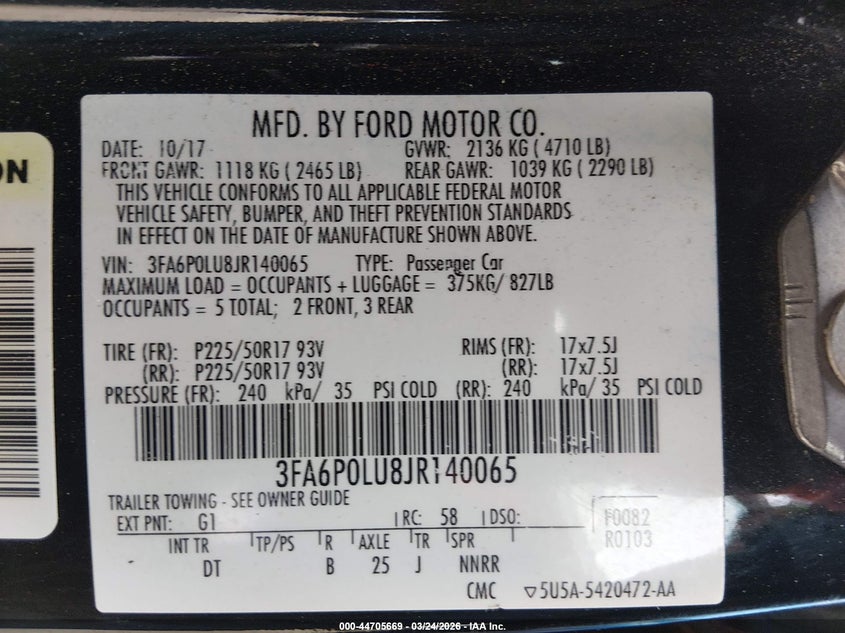 ON
MFD. BY FORD MOTOR CO.
DATE: 10/17 GVWR: 2136 KG ( 4710 LB)
FRONT GAWR: 1118 KG ( 2465 LB) REAR GAWR: 1039 KG ( 2290 LB)
THIS VEHICLE CONFORMS TO ALL APPLICABLE FEDERAL MOTOR
VEHICLE SAFETY, BUMPER, AND THEFT PREVENTION STANDARDS
IN EFFECT ON THE DATE OF MANUFACTURE SHOWN ABOVE.
VIN: 3FA6P0LU8JR140065 TYPE: Passenger Car
MAXIMUM LOAD = OCCUPANTS + LUGGAGE = 375KG/ 827LB
OCCUPANTS = 5 TOTAL; 2 FRONT, 3 REAR
TIRE (FR): P225/50R17 93V RIMS (FR): 17x7.5J
(RR): P225/50R17 93V (RR): 17x7.5J
PRESSURE (FR): 240 kPa/ 35 PSI COLD (RR): 240 kPa/ 35 PSI COLD
3FA6P0LU8JR140065
TRAILER TOWING - SEE OWNER GUIDE
EXT PNT: G1 RC: 58 DSO: F0082
R0103
INT TR TP/PS R AXLE TR SPR
DT B 25 J NNRR
CMC ▽5U5A-5420472-AA
000-44705669 - 03/24/2026 - IAA Inc.